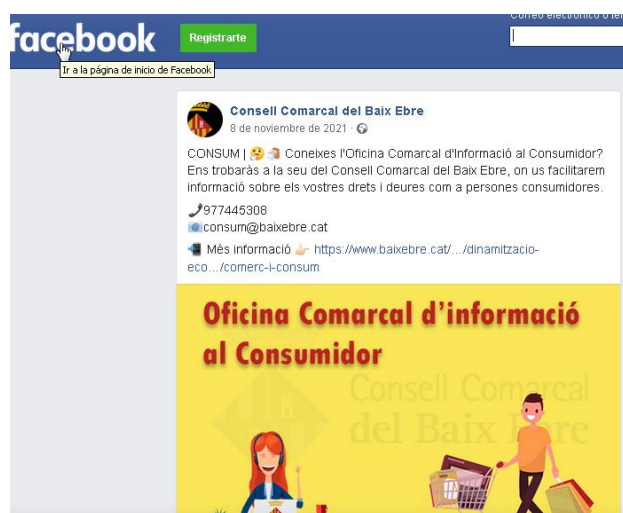 facebook
Registrarte
Correo electrónico o tel
Ir a la página de inicio de Facebook
Consell Comarcal del Baix Ebre
8 de noviembre de 2021 ·
CONSUM | 🤔 Coneixes l'Oficina Comarcal d'Informació al Consumidor?
Ens trobaràs a la seu del Consell Comarcal del Baix Ebre, on us facilitarem
informació sobre els vostres drets i deures com a persones consumidores.
977445308
consum@baixebre.cat
📲 Més informació 👉 https://www.baixebre.cat/.../dinamitzacio-
eco.../comerc-i-consum
Oficina Comarcal d'informació
al Consumidor
Consell Comarcal
del Baix Ebre